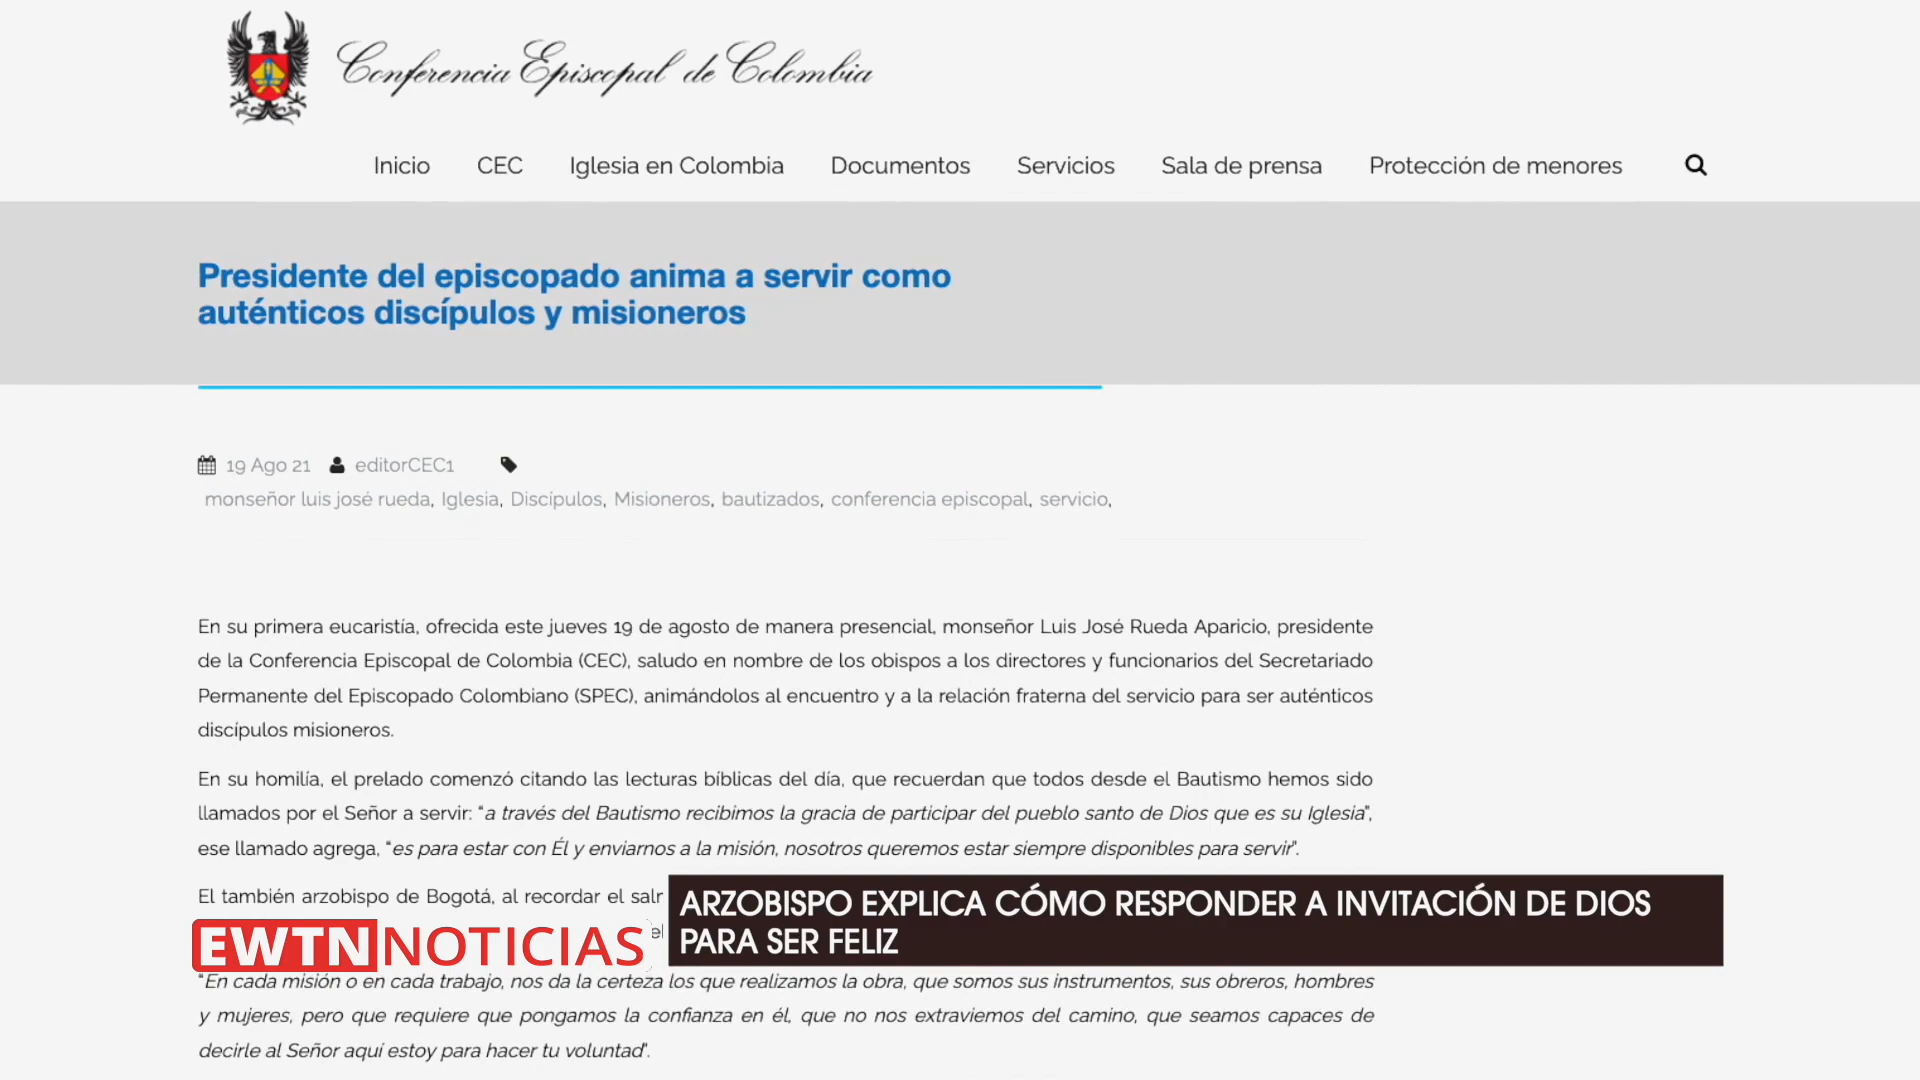 Conferencia Episcopal de Colombia
Inicio CEC Iglesia en Colombia Documentos Servicios Sala de prensa Protección de menores
Presidente del episcopado anima a servir como
auténticos discípulos y misioneros
19 Ago 21 editorCEC1
monseñor luis josé rueda, Iglesia, Discípulos, Misioneros, bautizados, conferencia episcopal, servicio,
En su primera eucaristía, ofrecida este jueves 19 de agosto de manera presencial, monseñor Luis José Rueda Aparicio, presidente
de la Conferencia Episcopal de Colombia (CEC), saludo en nombre de los obispos a los directores y funcionarios del Secretariado
Permanente del Episcopado Colombiano (SPEC), animándolos al encuentro y a la relación fraterna del servicio para ser auténticos
discípulos misioneros.
En su homilía, el prelado comenzó citando las lecturas bíblicas del día, que recuerdan que todos desde el Bautismo hemos sido
llamados por el Señor a servir: “a través del Bautismo recibimos la gracia de participar del pueblo santo de Dios que es su Iglesia”,
ese llamado agrega, “es para estar con Él y enviarnos a la misión, nosotros queremos estar siempre disponibles para servir”.
El también arzobispo de Bogotá, al recordar el
ARZOBISPO EXPLICA CÓMO RESPONDER A INVITACIÓN DE DIOS
PARA SER FELIZ
EWTN NOTICIAS
“En cada misión o en cada trabajo, nos da la certeza los que realizamos la obra, que somos sus instrumentos, sus obreros, hombres
y mujeres, pero que requiere que pongamos la confianza en él, que no nos extraviemos del camino, que seamos capaces de
decirle al Señor aquí estoy para hacer tu voluntad”.